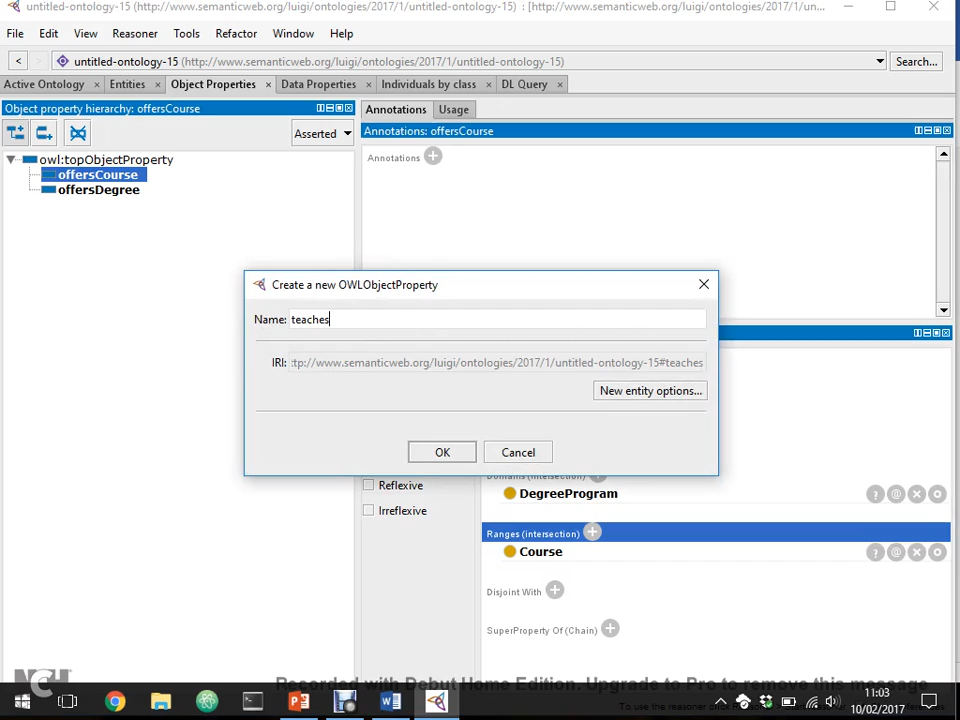 untitled-ontology-15 (http://www.semanticweb.org/luigi/ontologies/2017/1/untitled-ontology-15) : [http://www.semanticweb.org/luigi/ontologies/2017/1/un...
File Edit View Reasoner Tools Refactor Window Help
< > untitled-ontology-15 (http://www.semanticweb.org/luigi/ontologies/2017/1/untitled-ontology-15) Search...
Active Ontology × Entities × Object Properties × Data Properties × Individuals by class × DL Query ×
Object property hierarchy: offersCourse
Annotations Usage
Annotations: offersCourse
Asserted
Annotations
owl:topObjectProperty
offersCourse
offersDegree
Create a new OWLObjectProperty
Name: teaches
IRI: :tp://www.semanticweb.org/luigi/ontologies/2017/1/untitled-ontology-15#teaches
New entity options...
OK Cancel
Domains (intersection)
Reflexive
DegreeProgram
Irreflexive
Ranges (intersection)
Course
Disjoint With
SuperProperty Of (Chain)
NCH
Recorded with Debut Home Edition. Upgrade to Pro to remove this message
11:03
10/02/2017